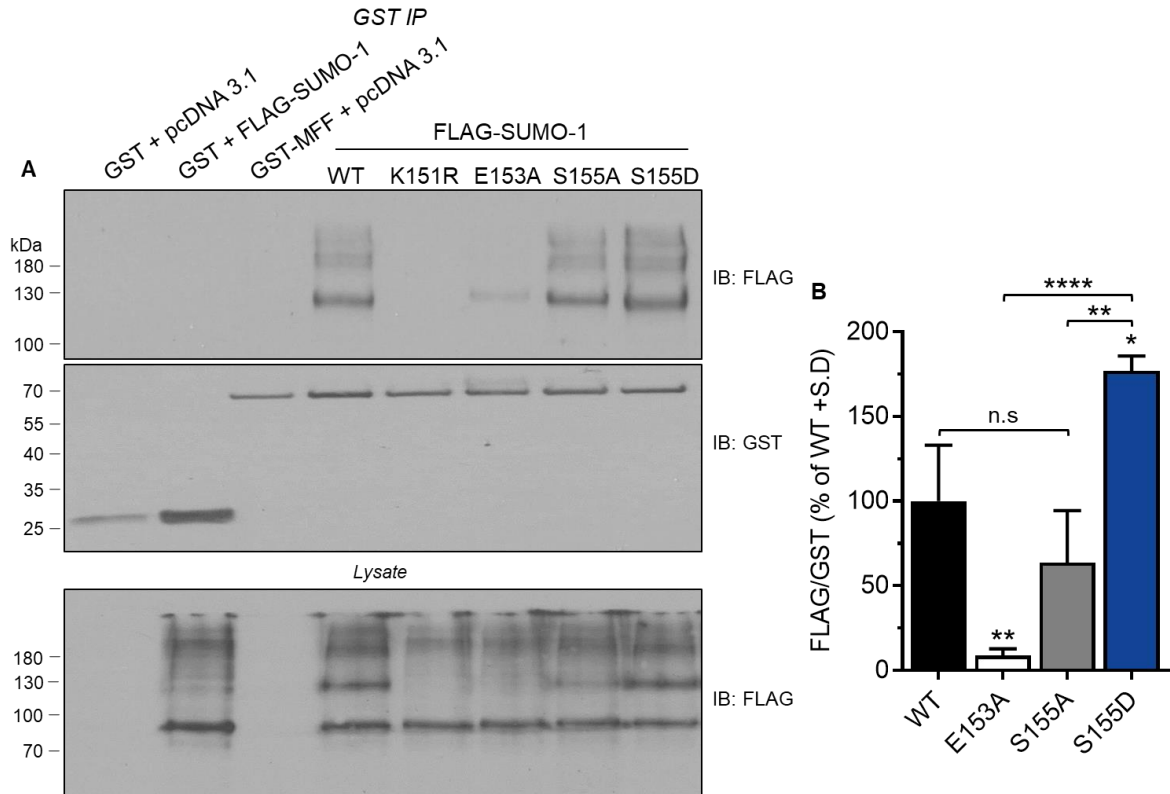 GST IP
GST + pcDNA 3.1
GST + FLAG-SUMO-1
GST-MFF + pcDNA 3.1
FLAG-SUMO-1
A
WT K151R E153A S155A S155D
kDa
180
130
100
IB: FLAG
70
55
40
35
25
IB: GST
Lysate
180
130
100
70
IB: FLAG
B
FLAG/GST (% of WT +S.D)
200
150
100
50
0
****
**
*
n.s
**
WT
E153A
S155A
S155D